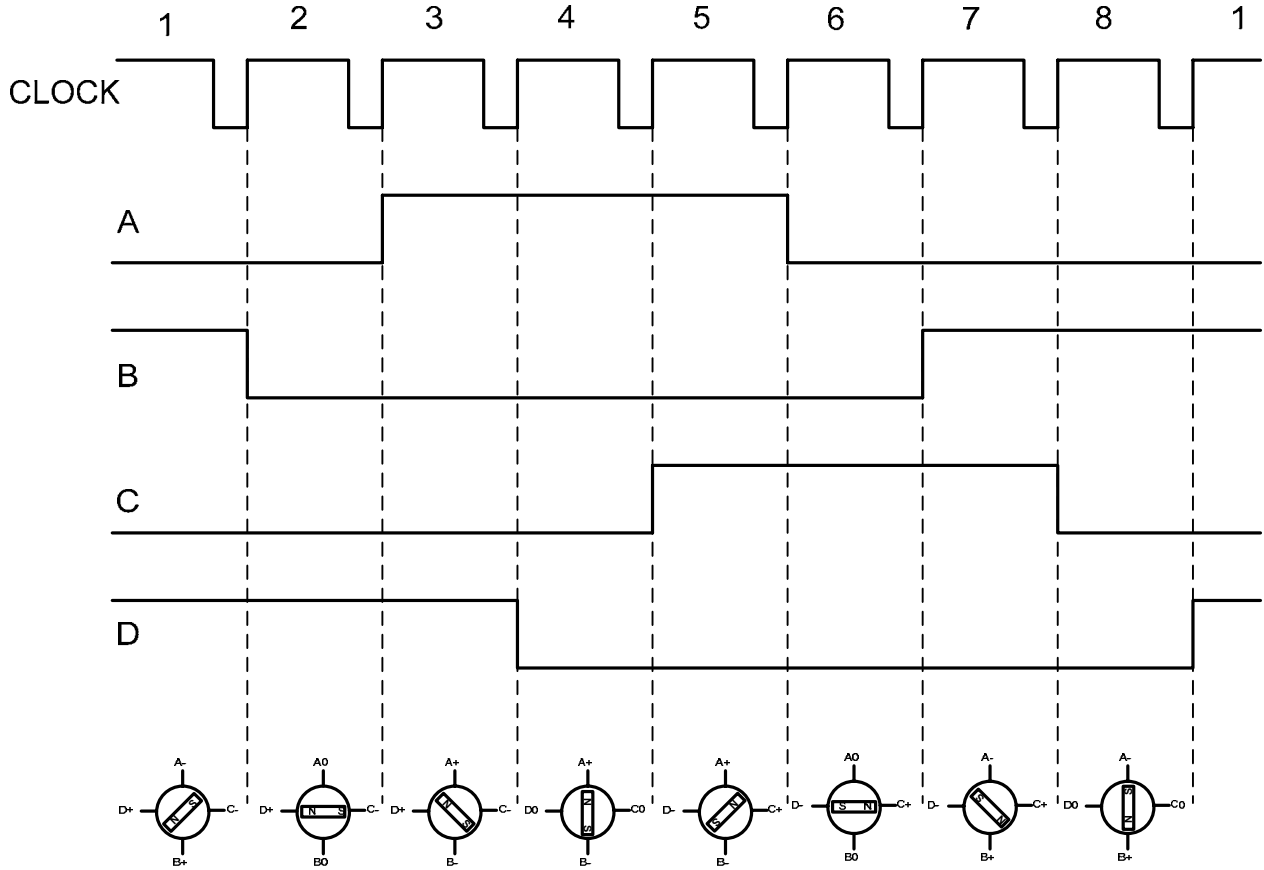 1 2 3 4 5 6 7 8 1
CLOCK
A
B
C
D
A- A0 A+ A+ A+ A0 A- A-
D+ S N C- D+ N S C- D+ N S C- D0 N S C0 D- N S C+ D- S N C+ D- S N C+ D0 S N C0
B+ B0 B- B- B- B0 B+ B+